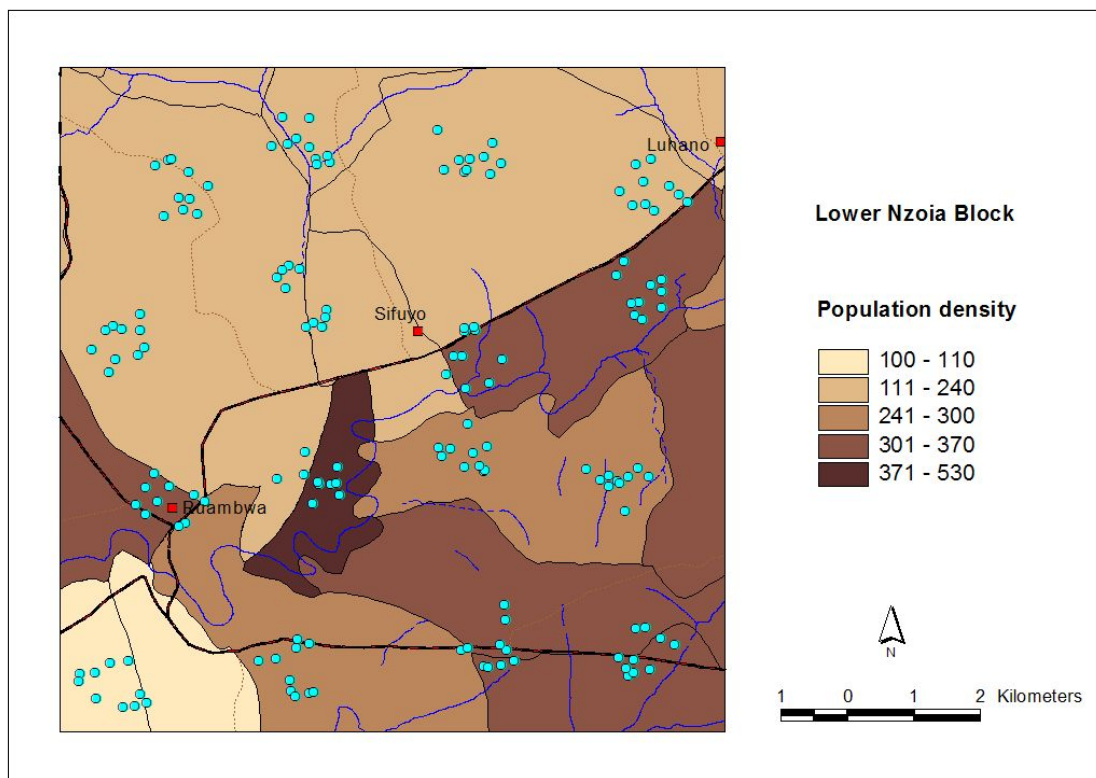 Luhano
Lower Nzoia Block
Sifuyo
Population density
100 - 110
111 - 240
241 - 300
301 - 370
371 - 530
Ruambwa
N
1 0 1 2 Kilometers